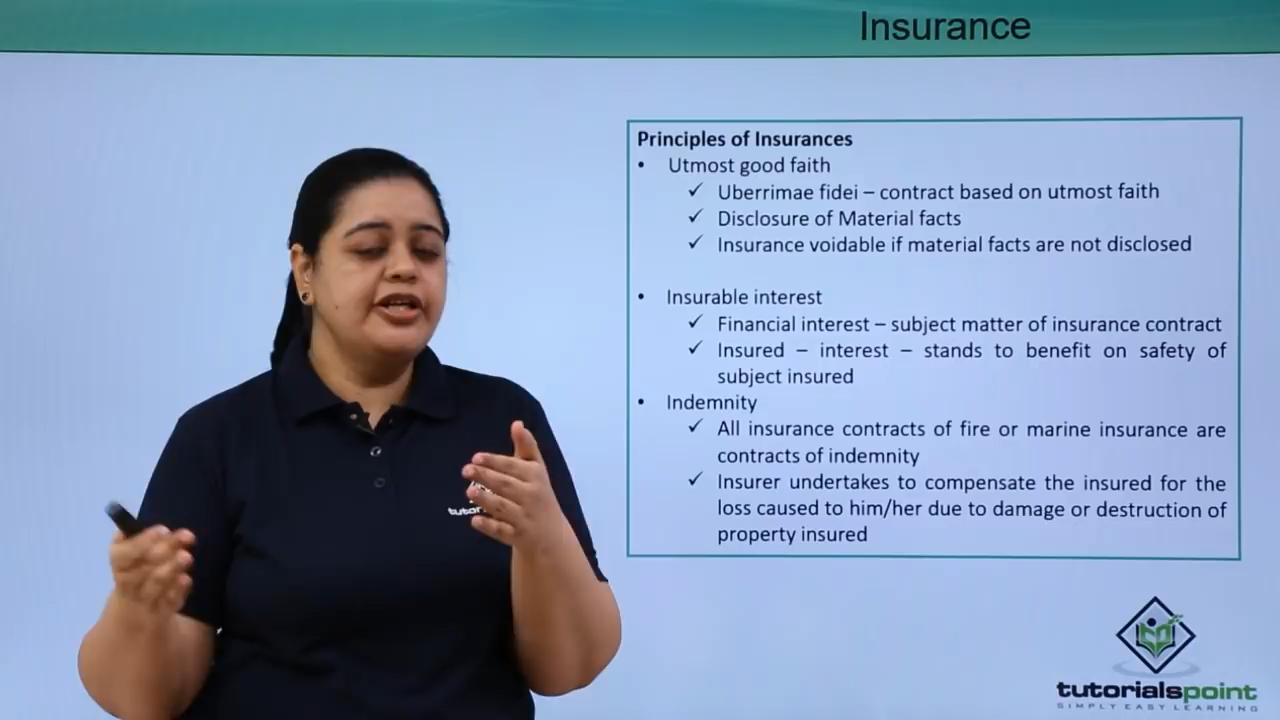 Insurance
Principles of Insurances
• Utmost good faith
✓ Uberrimae fidei – contract based on utmost faith
✓ Disclosure of Material facts
✓ Insurance voidable if material facts are not disclosed
• Insurable interest
✓ Financial interest – subject matter of insurance contract
✓ Insured – interest – stands to benefit on safety of
subject insured
• Indemnity
✓ All insurance contracts of fire or marine insurance are
contracts of indemnity
✓ Insurer undertakes to compensate the insured for the
loss caused to him/her due to damage or destruction of
property insured
tutorialspoint
SIMPLY EASY LEARNING